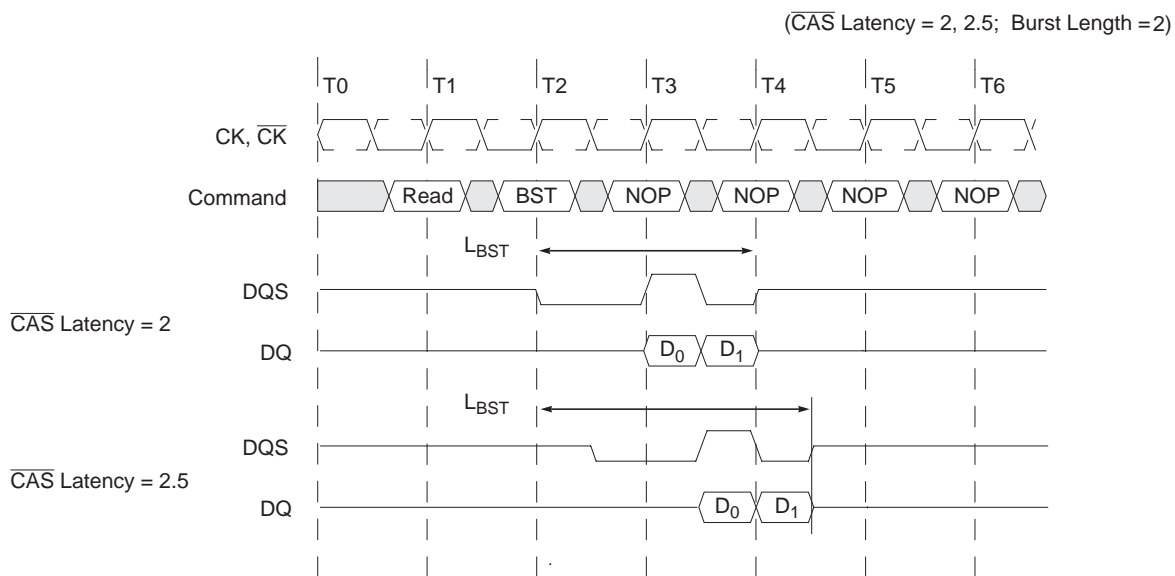 (CAS Latency = 2, 2.5; Burst Length = 2)
T0 T1 T2 T3 T4 T5 T6
CK, CK
Command Read BST NOP NOP NOP NOP
LBST
DQS
CAS Latency = 2
DQ D0 D1
LBST
DQS
CAS Latency = 2.5
DQ D0 D1